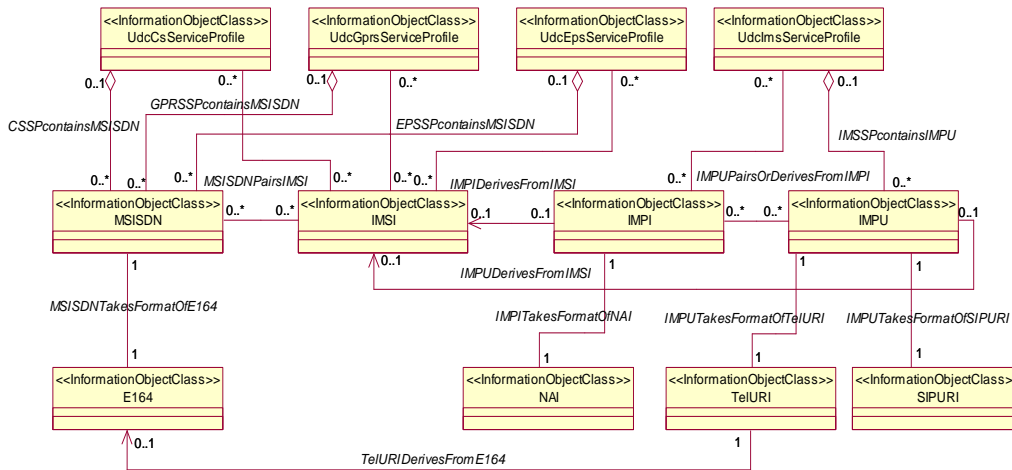 <<InformationObjectClass>> <<InformationObjectClass>> <<InformationObjectClass>> <<InformationObjectClass>>
UdcCsServiceProfile UdcGprsServiceProfile UdcEpsServiceProfile UdcImsServiceProfile
0..1 0..* 0..1 0..* 0..1 0..* 0..* 0..1
GPRSSPcontainsMSISDN
CSSPcontainsMSISDN EPSSPcontainsMSISDN IMSSPcontainsIMPU
0..* 0..* 0..* MSISDNPairsIMSI 0..* 0..* 0..* IMPIDerivesFromIMSI 0..* IMPUPairsOrDerivesFromIMPI 0..*
<<InformationObjectClass>> <<InformationObjectClass>> <<InformationObjectClass>> <<InformationObjectClass>>
MSISDN 0..* 0..* IMSI 0..1 0..1 IMPI 0..* 0..* IMPU 0..1
1 0..1 IMPUDerivesFromIMSI 1 1 1
MSISDNTakesFormatOfE164 IMPITakesFormatOfNAI IMPUTakesFormatOfTelURI IMPUTakesFormatOfSIPURI
1 1 1 1
<<InformationObjectClass>> <<InformationObjectClass>> <<InformationObjectClass>> <<InformationObjectClass>>
E164 NAI TelURI SIPURI
0..1 1
TelURIDerivesFromE164